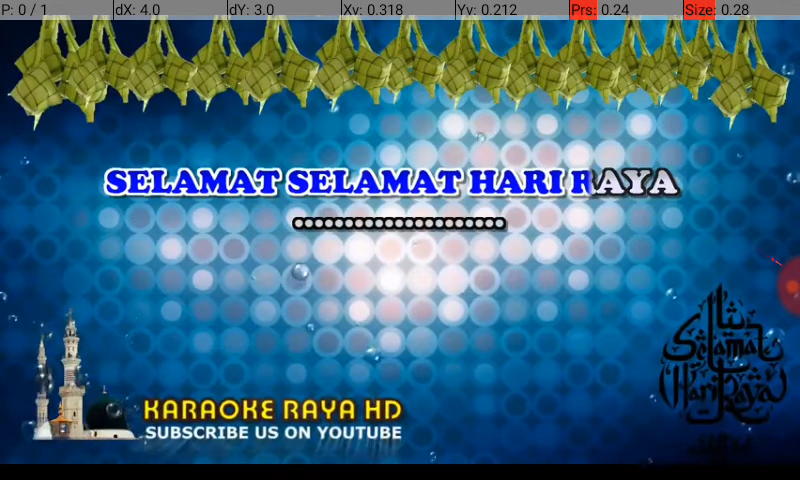 P: 0 / 1 dX: 4.0 dY: 3.0 Xv: 0.318 Yv: 0.212 Prs: 0.24 Size: 0.28
SELAMAT SELAMAT HARI RAYA
Selamat
Hari Raya
KARAOKE RAYA HD
SUBSCRIBE US ON YOUTUBE